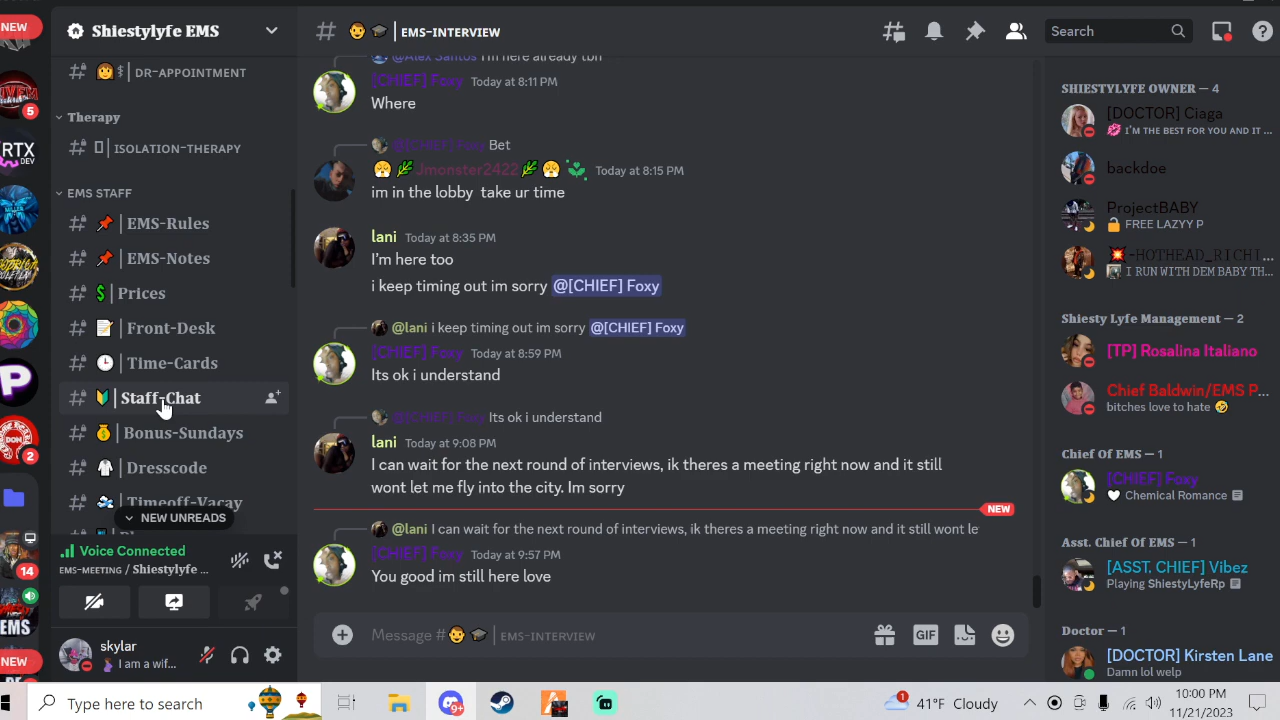 NEW
Shiestylyfe EMS
# | EMS-INTERVIEW
Search
DR-APPOINTMENT
Therapy
ISOLATION-THERAPY
EMS STAFF
EMS-Rules
EMS-Notes
Prices
Front-Desk
Time-Cards
Staff-Chat
Bonus-Sundays
Dresscode
Timeoff-Vacay
NEW UNREADS
5
RTX
DEV
P
DON
2
14
EMS
NEW
Voice Connected
EMS-MEETING / Shiestylyfe ...
skylar
I am a wif...
@Alex Santos I'm here already tbh
[CHIEF] Foxy Today at 8:11 PM
Where
@[CHIEF] Foxy Bet
😤🌿Jmonster2422🌿😤 Today at 8:15 PM
im in the lobby take ur time
lani Today at 8:35 PM
I'm here too
i keep timing out im sorry @[CHIEF] Foxy
@lani i keep timing out im sorry @[CHIEF] Foxy
[CHIEF] Foxy Today at 8:59 PM
Its ok i understand
@[CHIEF] Foxy Its ok i understand
lani Today at 9:08 PM
I can wait for the next round of interviews, ik theres a meeting right now and it still
wont let me fly into the city. Im sorry
NEW
@lani I can wait for the next round of interviews, ik theres a meeting right now and it still wont le
[CHIEF] Foxy Today at 9:57 PM
You good im still here love
Message #👨🎓 | EMS-INTERVIEW
GIF
SHIESTYLYFE OWNER — 4
[DOCTOR] Ciaga
I'M THE BEST FOR YOU AND IT ...
backdoe
ProjectBABY
FREE LAZYY P
💥-HOTHEAD_RICHI...
I RUN WITH DEM BABY TH...
Shiesty Lyfe Management — 2
[TP] Rosalina Italiano
Chief Baldwin/EMS P...
bitches love to hate 🤣
Chef Of EMS — 1
[CHIEF] Foxy
Chemical Romance
Asst. Chief Of EMS — 1
[ASST. CHIEF] Vibez
Playing ShiestyLyfeRp
Doctor — 1
[DOCTOR] Kirsten Lane
Damn lol welp
Type here to search
9+
1
41°F Cloudy
10:00 PM
11/21/2023